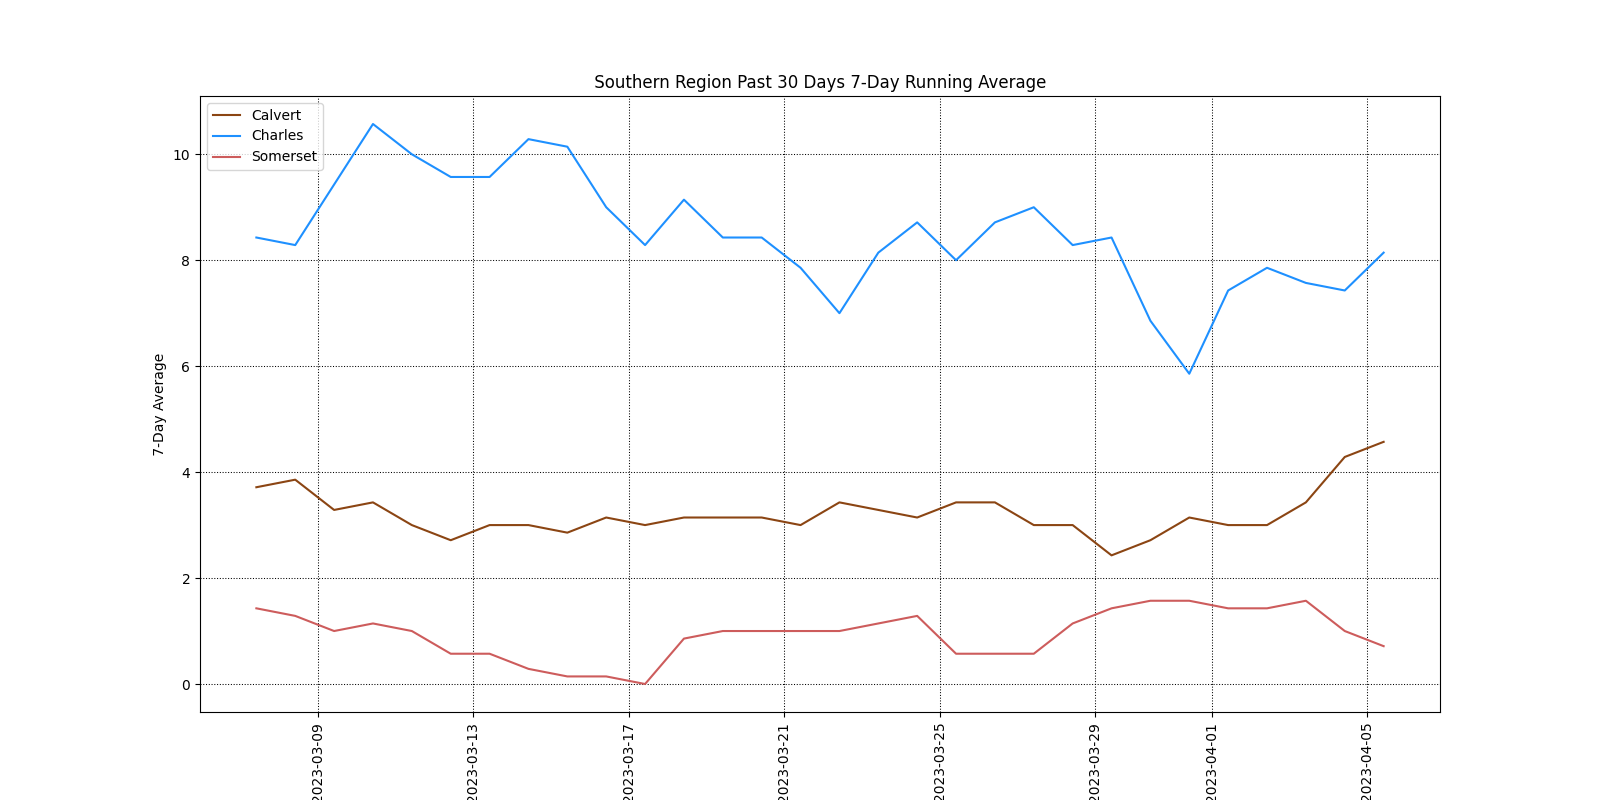 Southern Region Past 30 Days 7-Day Running Average
Calvert
Charles
Somerset
7-Day Average
10
8
6
4
2
0
2023-03-09
2023-03-13
2023-03-17
2023-03-21
2023-03-25
2023-03-29
2023-04-01
2023-04-05